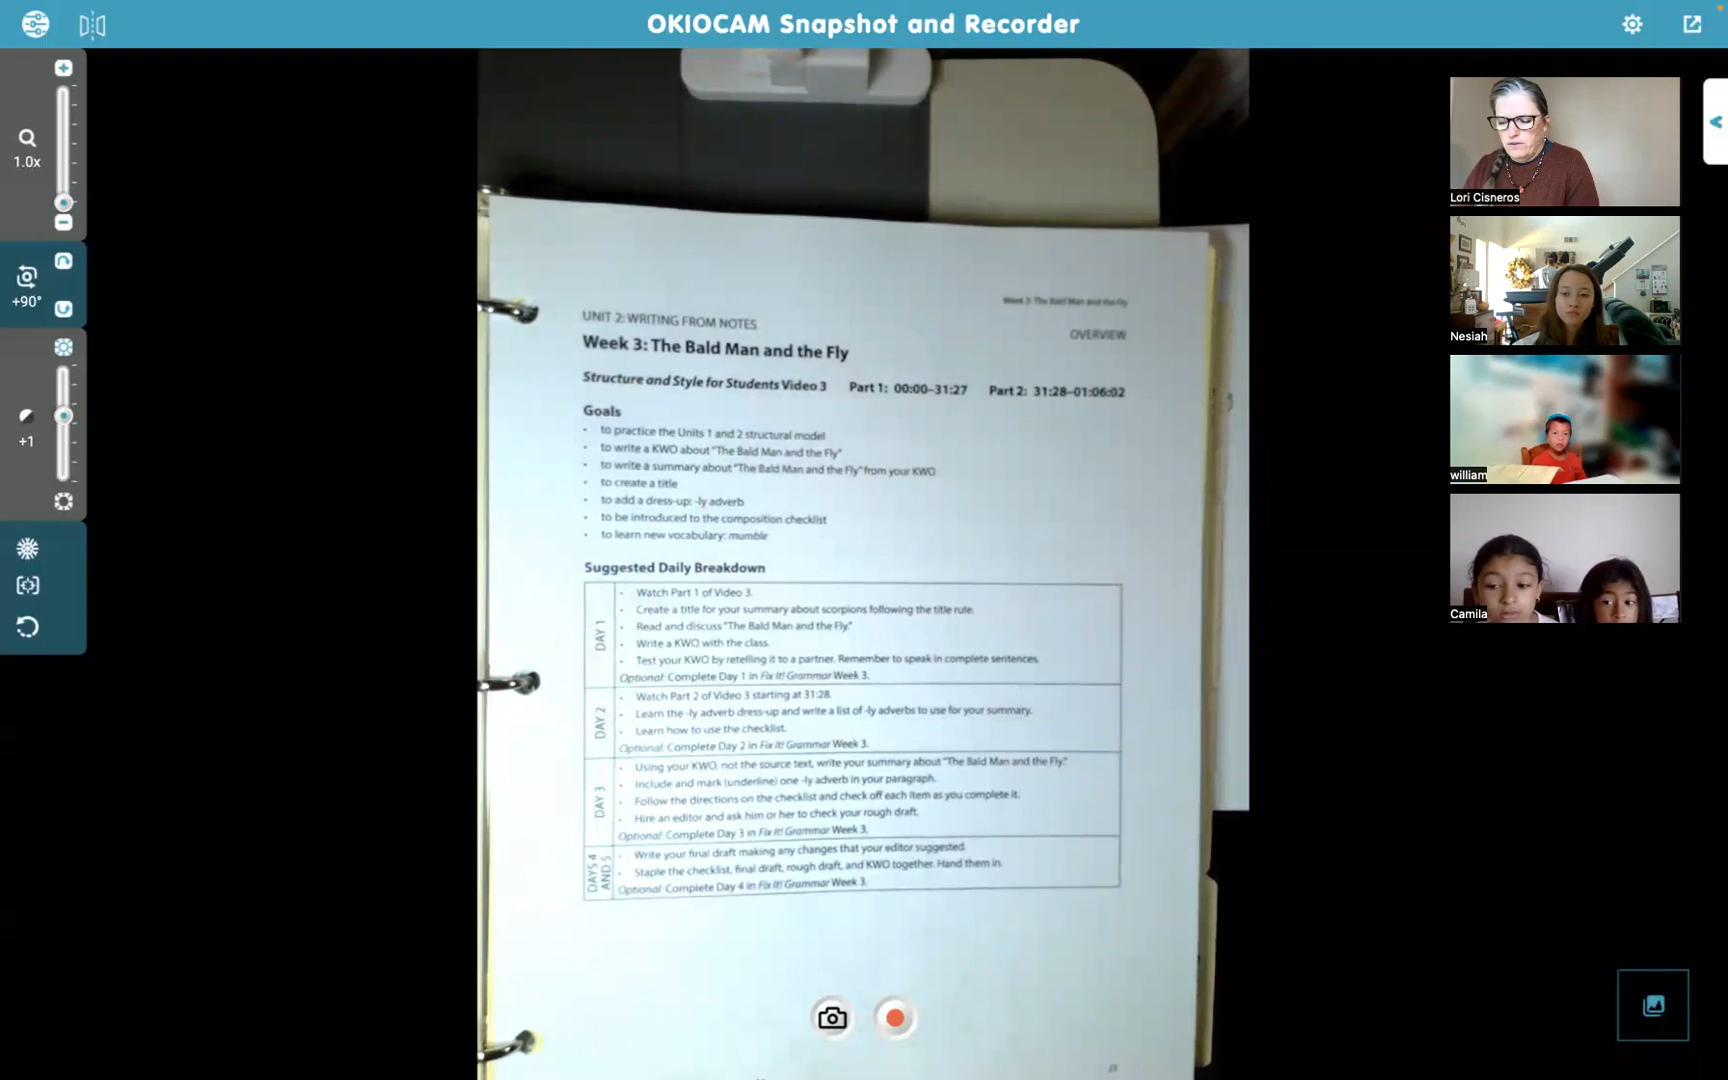 OKIOCAM Snapshot and Recorder
1.0x
+90°
+1
Week 3: The Bald Man and the Fly
UNIT 2: WRITING FROM NOTES
OVERVIEW
Week 3: The Bald Man and the Fly
Structure and Style for Students Video 3 Part 1: 00:00–31:27 Part 2: 31:28–01:06:02
Goals
• to practice the Units 1 and 2 structural model
• to write a KWO about "The Bald Man and the Fly"
• to write a summary about "The Bald Man and the Fly" from your KWO
• to create a title
• to add a dress-up: -ly adverb
• to be introduced to the composition checklist
• to learn new vocabulary: mumble
Suggested Daily Breakdown
DAY 1
• Watch Part 1 of Video 3.
• Create a title for your summary about scorpions following the title rule.
• Read and discuss "The Bald Man and the Fly."
• Write a KWO with the class.
• Test your KWO by retelling it to a partner. Remember to speak in complete sentences.
Optional: Complete Day 1 in Fix It! Grammar Week 3.
DAY 2
• Watch Part 2 of Video 3 starting at 31:28.
• Learn the -ly adverb dress-up and write a list of -ly adverbs to use for your summary.
• Learn how to use the checklist.
Optional: Complete Day 2 in Fix It! Grammar Week 3.
DAY 3
• Using your KWO, not the source text, write your summary about "The Bald Man and the Fly."
• Include and mark (underline) one -ly adverb in your paragraph.
• Follow the directions on the checklist and check off each item as you complete it.
• Hire an editor and ask him or her to check your rough draft.
Optional: Complete Day 3 in Fix It! Grammar Week 3.
DAYS 4
AND 5
• Write your final draft making any changes that your editor suggested.
• Staple the checklist, final draft, rough draft, and KWO together. Hand them in.
Optional: Complete Day 4 in Fix It! Grammar Week 3.
Lori Cisneros
Nesiah
william
Camila